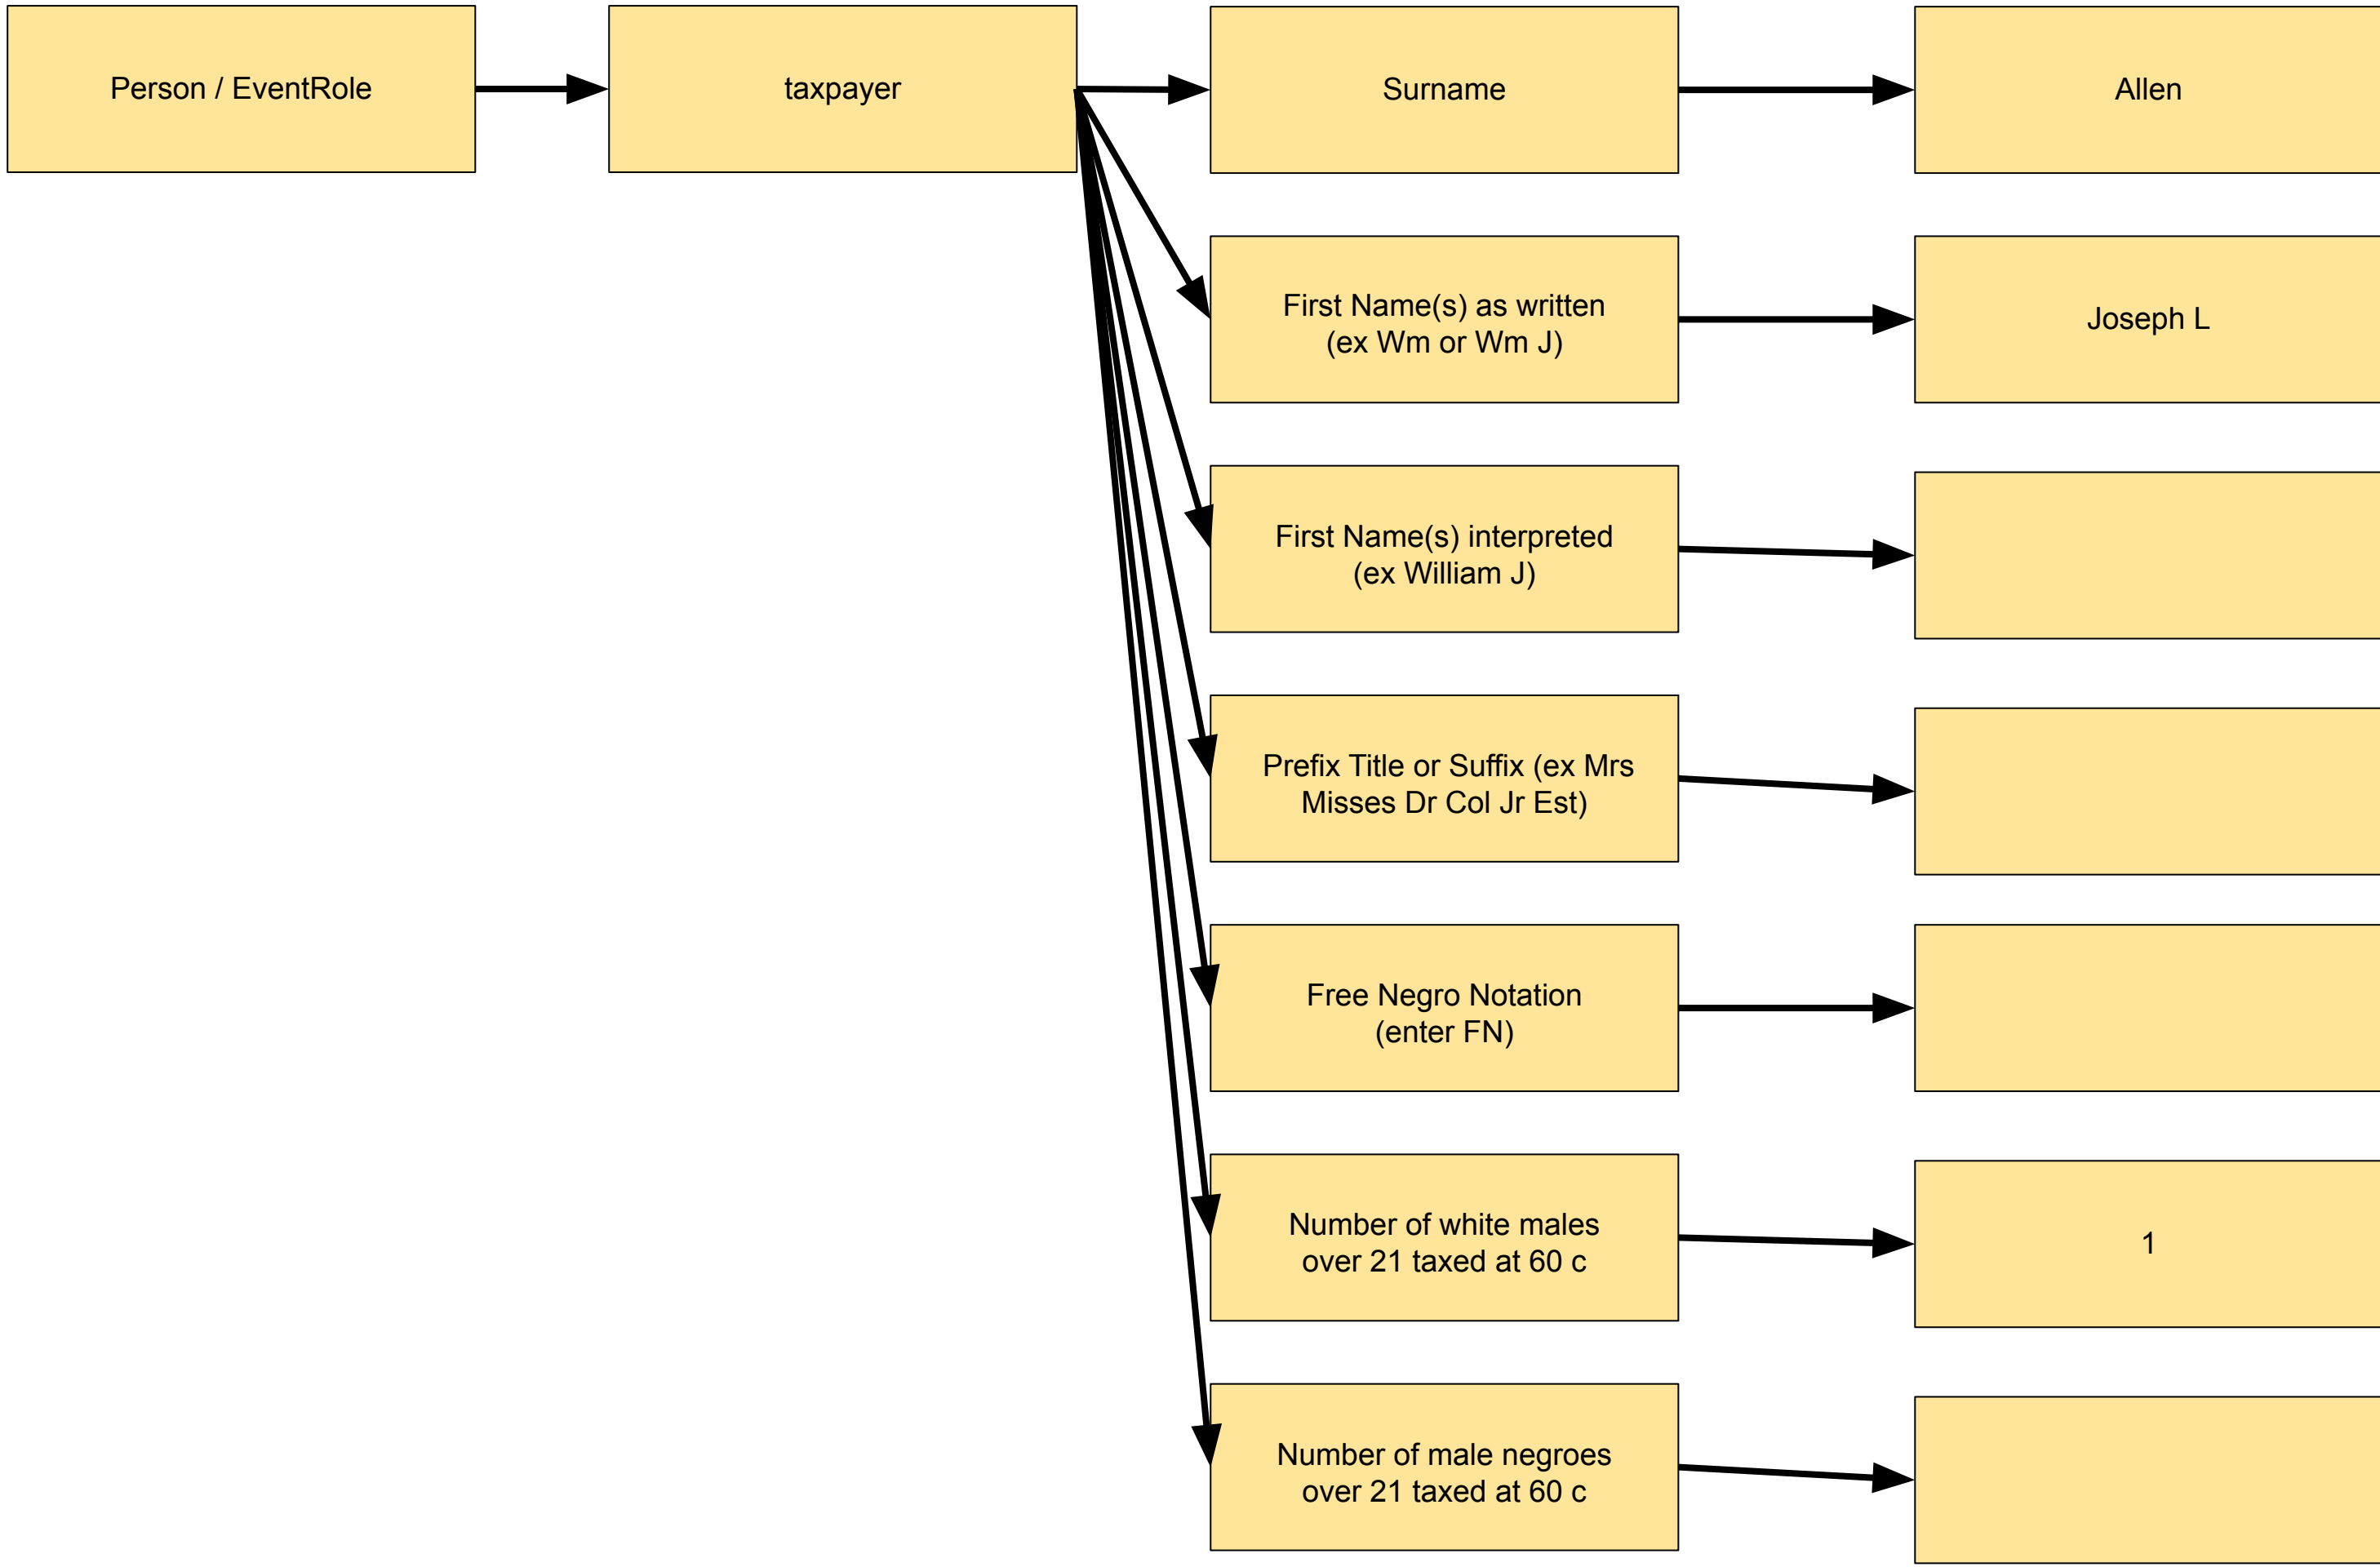 Person / EventRole
taxpayer
Surname
Allen
First Name(s) as written
(ex Wm or Wm J)
Joseph L
First Name(s) interpreted
(ex William J)
Prefix Title or Suffix (ex Mrs
Misses Dr Col Jr Est)
Free Negro Notation
(enter FN)
Number of white males
over 21 taxed at 60 c
1
Number of male negroes
over 21 taxed at 60 c